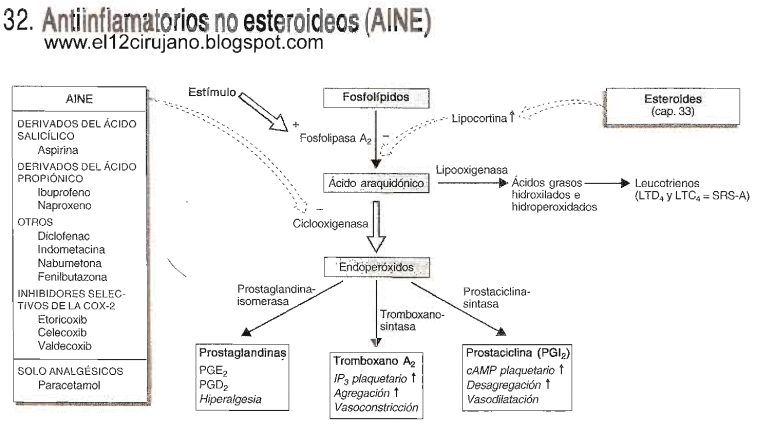 32. Antiinflamatorios no esteroideos (AINE)
www.el12cirujano.blogspot.com
AINE
DERIVADOS DEL ÁCIDO
SALICÍLICO
Aspirina
DERIVADOS DEL ÁCIDO
PROPIÓNICO
Ibuprofeno
Naproxeno
OTROS
Diclofenac
Indometacina
Nabumetona
Fenilbutazona
INHIBIDORES SELEC-
TIVOS DE LA COX-2
Etoricoxib
Celecoxib
Valdecoxib
SOLO ANALGÉSICOS
Paracetamol
Estímulo
+
Fosfolípidos
Fosfolipasa A₂
−
Lipocortina ↑
Esteroides
(cap. 33)
Ácido araquidónico
Lipooxigenasa
Ácidos grasos
hidroxilados e
hidroperoxidados
Leucotrienos
(LTD₄ y LTC₄ = SRS-A)
−
Ciclooxigenasa
Endoperóxidos
Prostaglandina-
isomerasa
Tromboxano-
sintasa
Prostaciclina-
sintasa
Prostaglandinas
PGE₂
PGD₂
Hiperalgesia
Tromboxano A₂
IP₃ plaquetario ↑
Agregación ↑
Vasoconstricción
Prostaciclina (PGI₂)
cAMP plaquetario ↑
Desagregación ↑
Vasodilatación